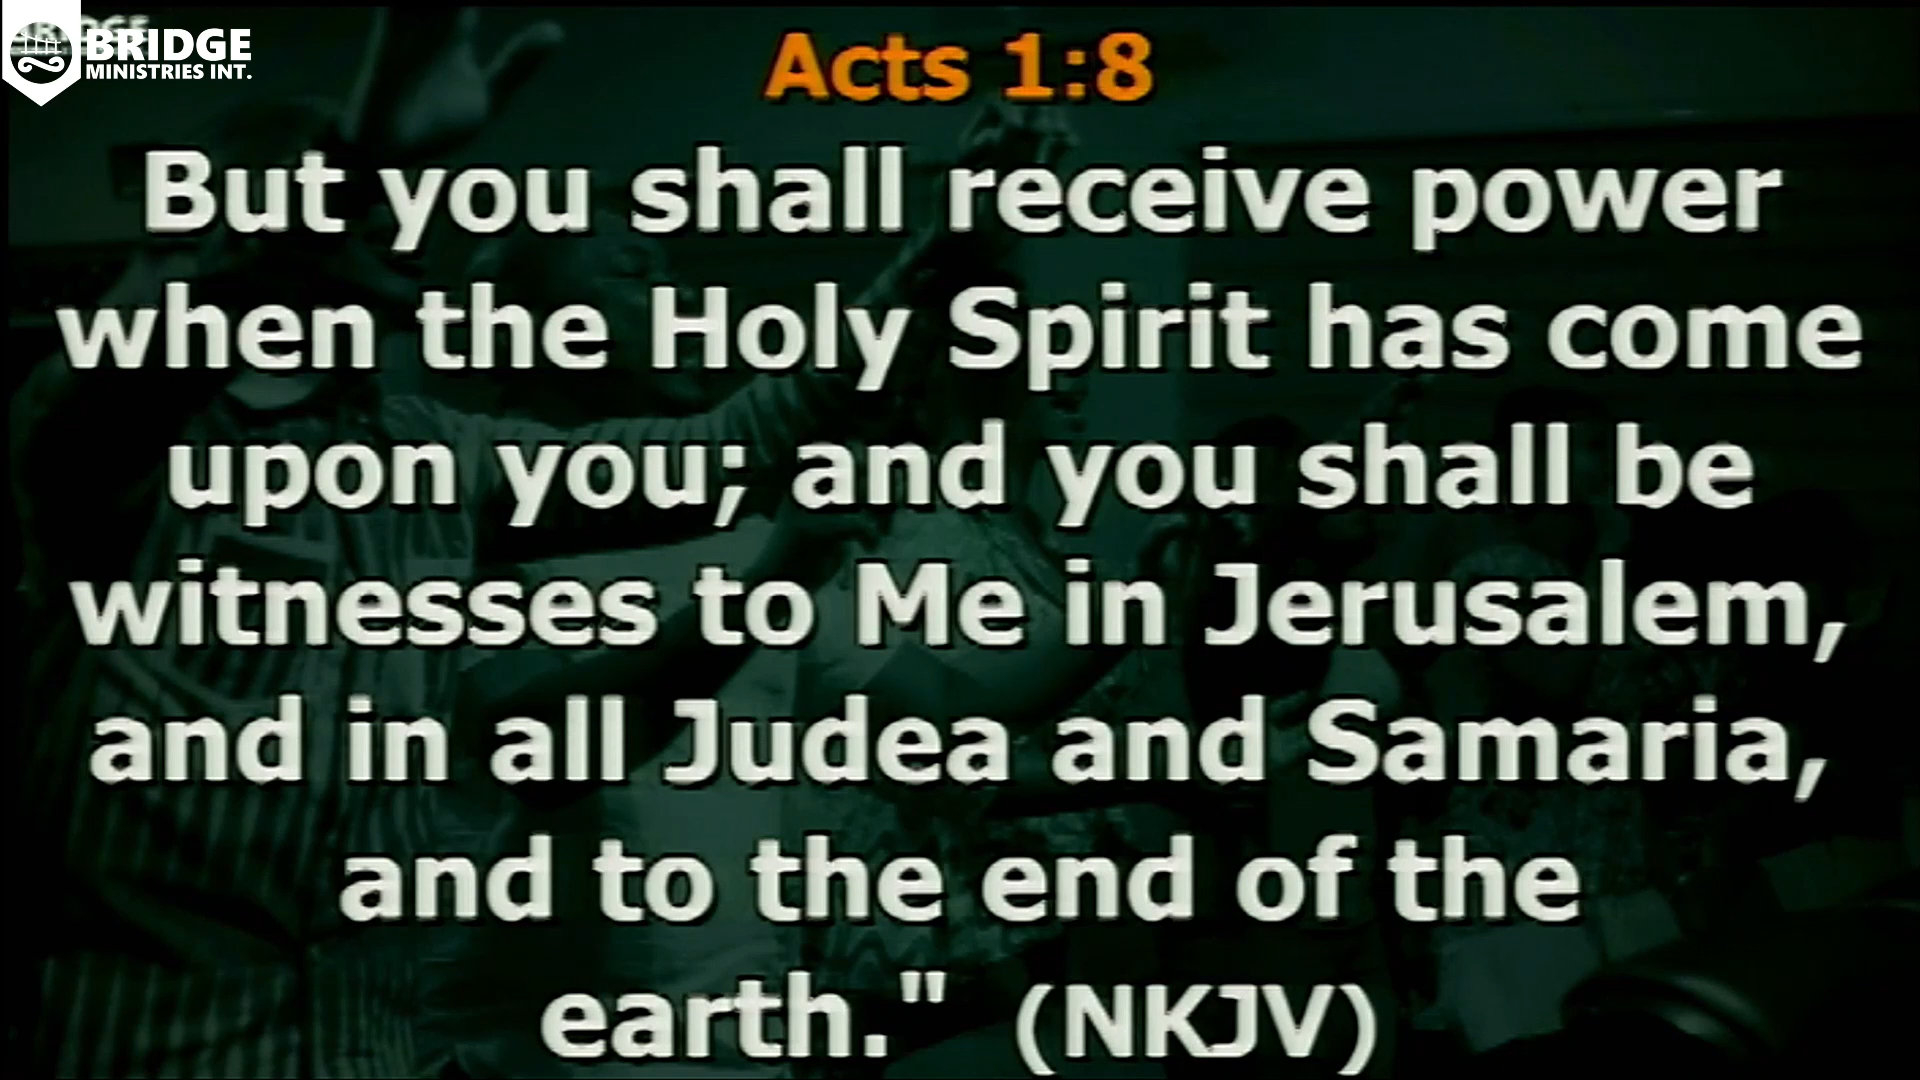 BRIDGE
MINISTRIES INT.
Acts 1:8
But you shall receive power
when the Holy Spirit has come
upon you; and you shall be
witnesses to Me in Jerusalem,
and in all Judea and Samaria,
and to the end of the
earth." (NKJV)